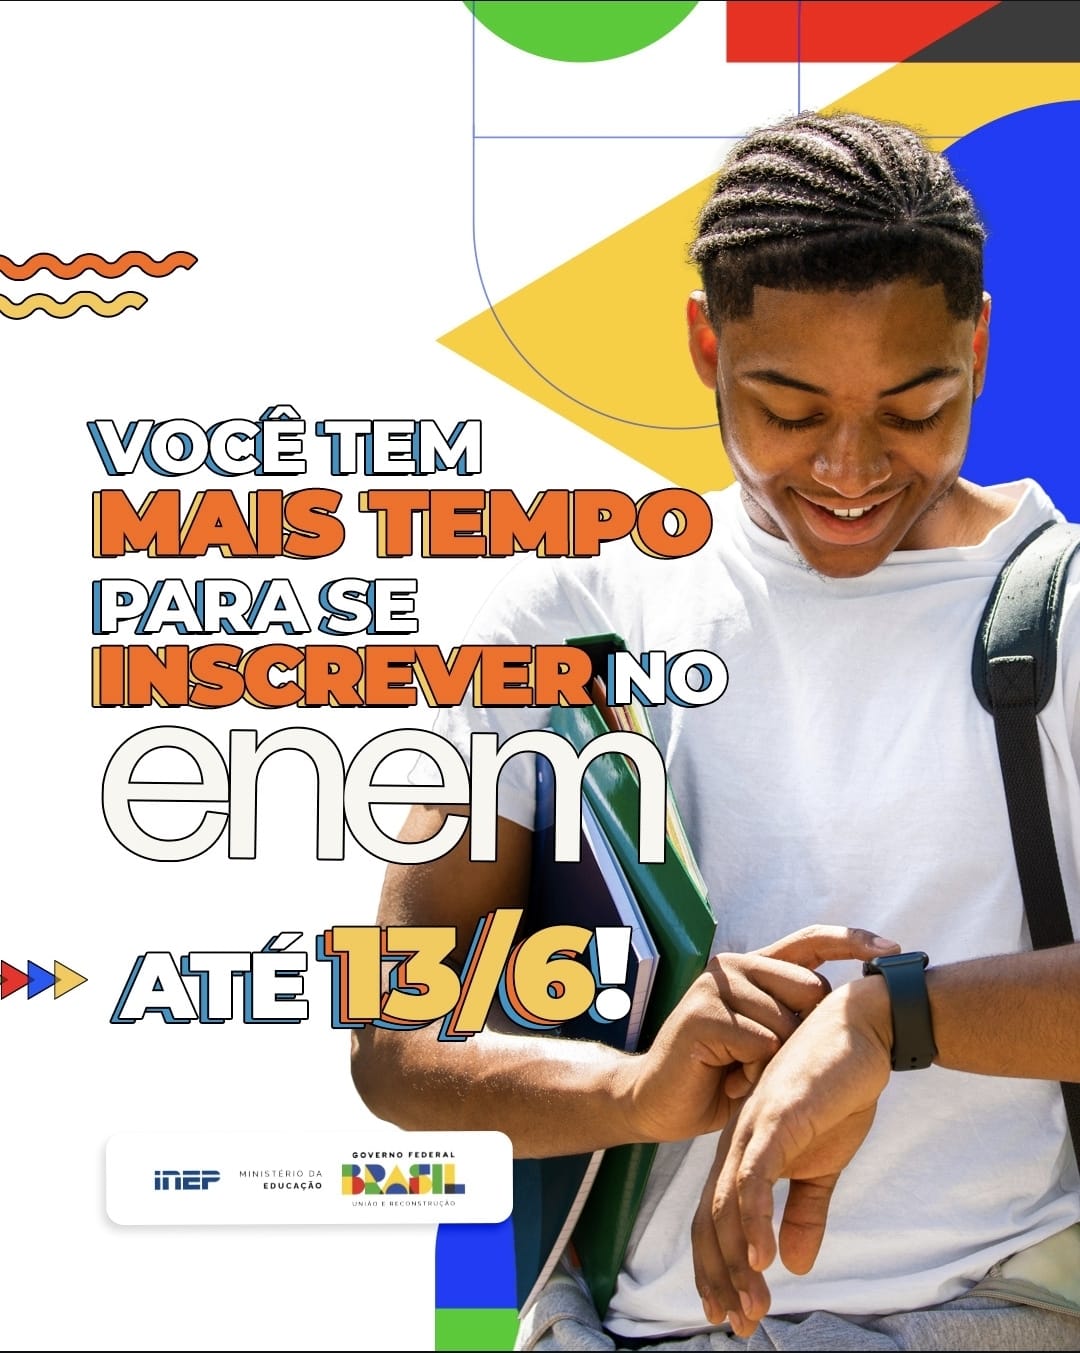 VOCÊ TEM
MAIS TEMPO
PARA SE
INSCREVER NO
enem
ATÉ 13/6!
inep
MINISTÉRIO DA
EDUCAÇÃO
GOVERNO FEDERAL
BRASIL
UNIÃO E RECONSTRUÇÃO